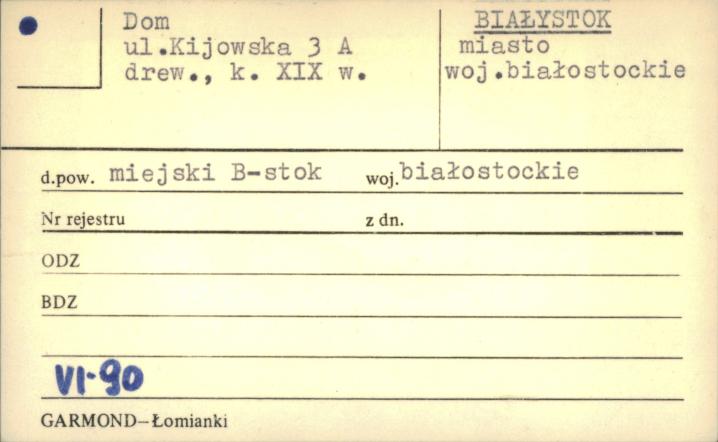 Dom
ul.Kijowska 3 A
drew., k. XIX w.
BIAŁYSTOK
miasto
woj.białostockie
d.pow. miejski B-stok woj. białostockie
Nr rejestru z dn.
ODZ
BDZ
VI-90
GARMOND–Łomianki